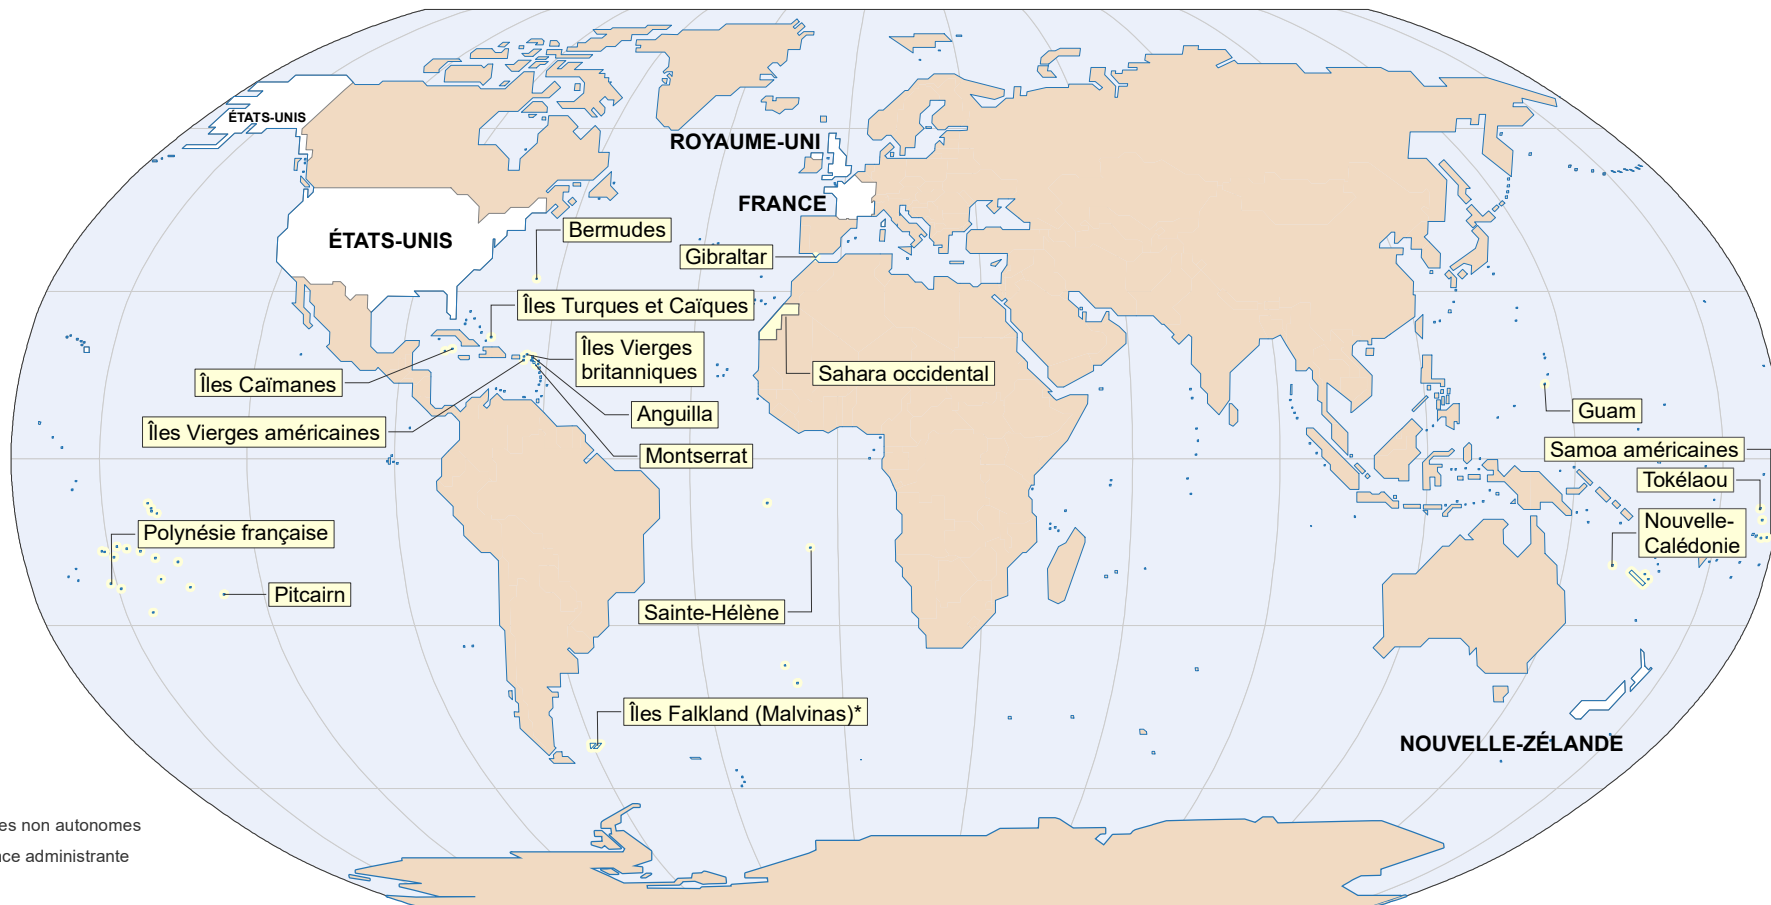 ÉTATS-UNIS
ROYAUME-UNI
FRANCE
ÉTATS-UNIS
Bermudes
Gibraltar
Îles Turques et Caïques
Îles Vierges
britanniques
Sahara occidental
Îles Caïmanes
Anguilla
Guam
Îles Vierges américaines
Montserrat
Samoa américaines
Tokélaou
Polynésie française
Nouvelle-
Calédonie
Pitcairn
Sainte-Hélène
Îles Falkland (Malvinas)*
NOUVELLE-ZÉLANDE
es non autonomes
nce administrante